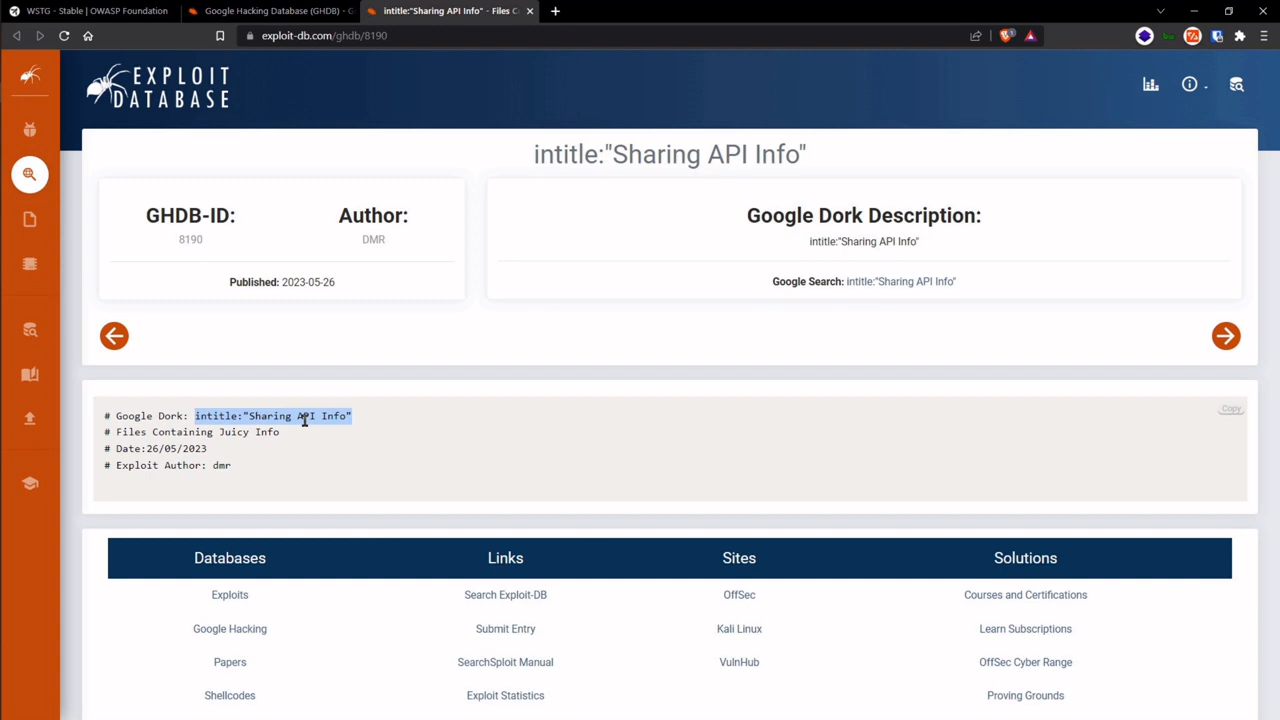 WSTG - Stable | OWASP Foundation
Google Hacking Database (GHDB) - G
intitle:"Sharing API Info" - Files C
exploit-db.com/ghdb/8190
EXPLOIT
DATABASE
intitle:"Sharing API Info"
GHDB-ID:
8190
Author:
DMR
Published: 2023-05-26
Google Dork Description:
intitle:"Sharing API Info"
Google Search: intitle:"Sharing API Info"
# Google Dork: intitle:"Sharing API Info"
Copy
# Files Containing Juicy Info
# Date:26/05/2023
# Exploit Author: dmr
Databases
Links
Sites
Solutions
Exploits
Search Exploit-DB
OffSec
Courses and Certifications
Google Hacking
Submit Entry
Kali Linux
Learn Subscriptions
Papers
SearchSploit Manual
VulnHub
OffSec Cyber Range
Shellcodes
Exploit Statistics
Proving Grounds